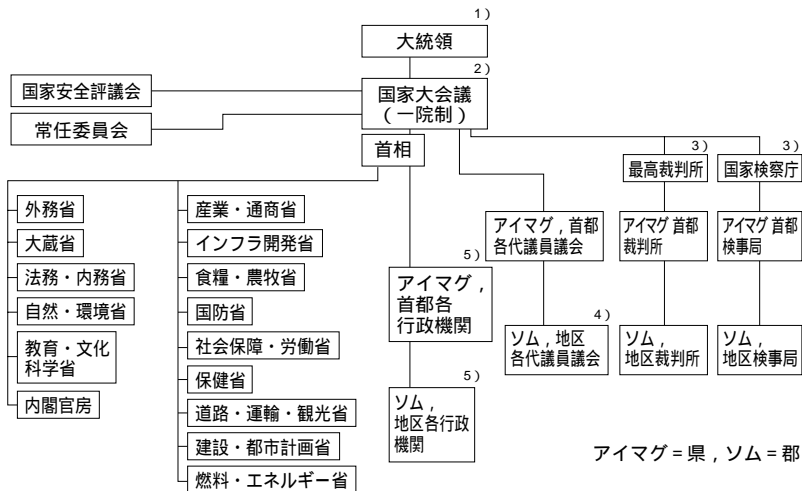 1）
大統領
2）
国家安全評議会
国家大会議
（一院制）
常任委員会
首相
3）
最高裁判所
3）
国家検察庁
外務省
大蔵省
法務・内務省
自然・環境省
教育・文化
科学省
内閣官房
産業・通商省
インフラ開発省
食糧・農牧省
国防省
社会保障・労働省
保健省
道路・運輸・観光省
建設・都市計画省
燃料・エネルギー省
5）
アイマグ，
首都各
行政機関
5）
ソム，
地区各行政
機関
アイマグ，首都
各代議員議会
4）
ソム，地区
各代議員議会
アイマグ 首都
裁判所
ソム，
地区裁判所
アイマグ 首都
検事局
ソム，
地区検事局
アイマグ＝県，ソム＝郡